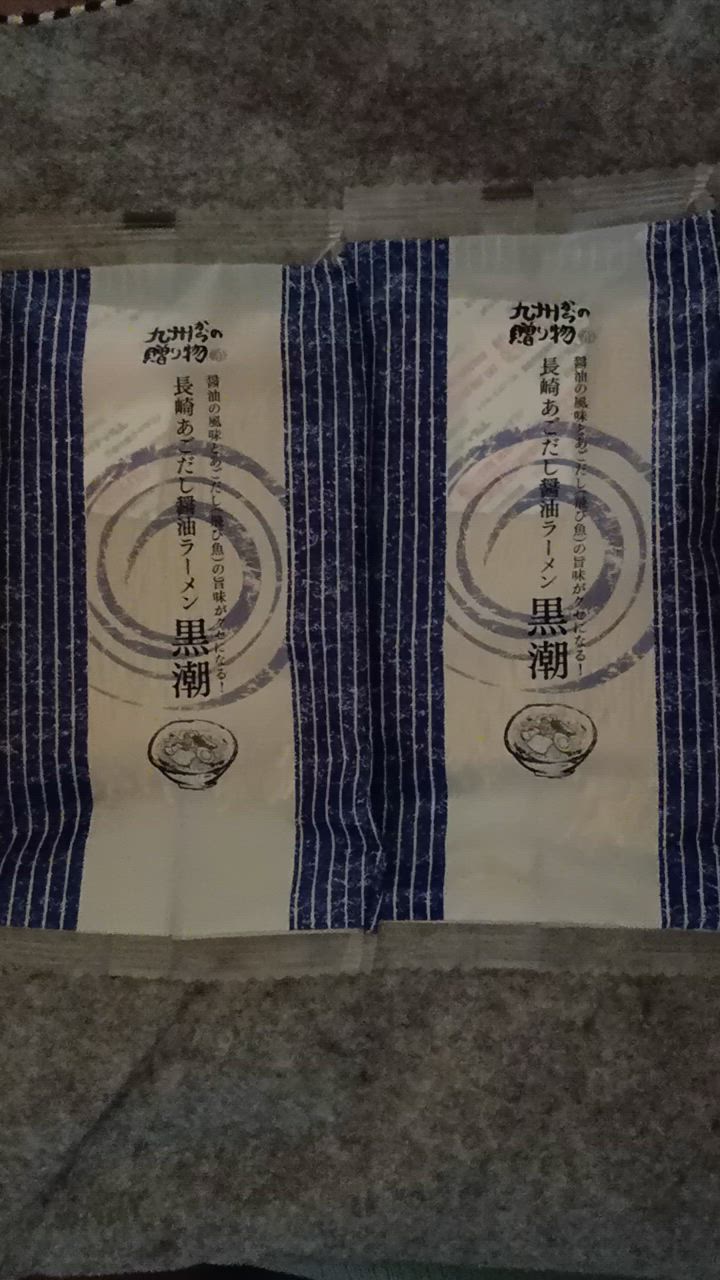 九州からの
贈り物
醤油の風味とあごだし(飛び魚)の旨味がクセになる!
長崎あごだし醤油ラーメン 黒潮
九州からの
贈り物
醤油の風味とあごだし(飛び魚)の旨味がクセになる!
長崎あごだし醤油ラーメン 黒潮